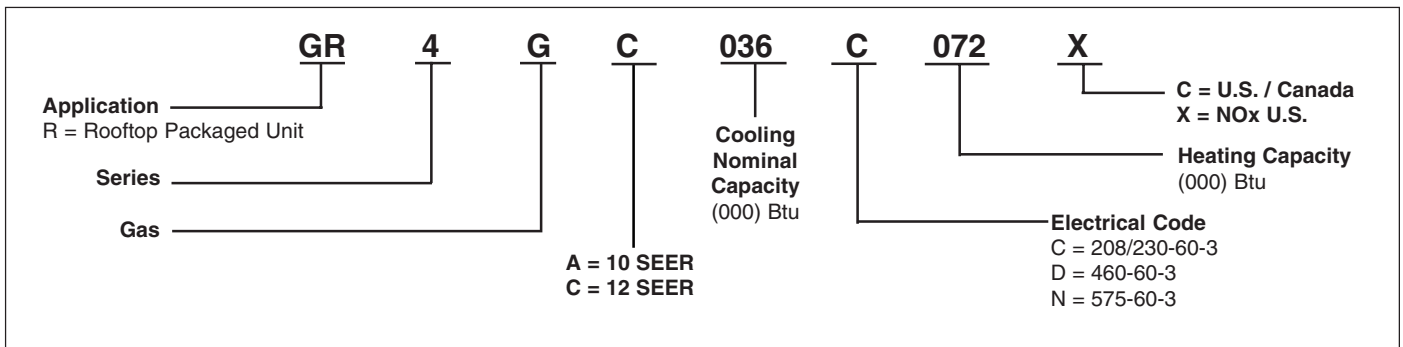 GR 4 G C 036 C 072 X
Application
R = Rooftop Packaged Unit
Series
Gas
A = 10 SEER
C = 12 SEER
Cooling
Nominal
Capacity
(000) Btu
Electrical Code
C = 208/230-60-3
D = 460-60-3
N = 575-60-3
Heating Capacity
(000) Btu
C = U.S. / Canada
X = NOx U.S.